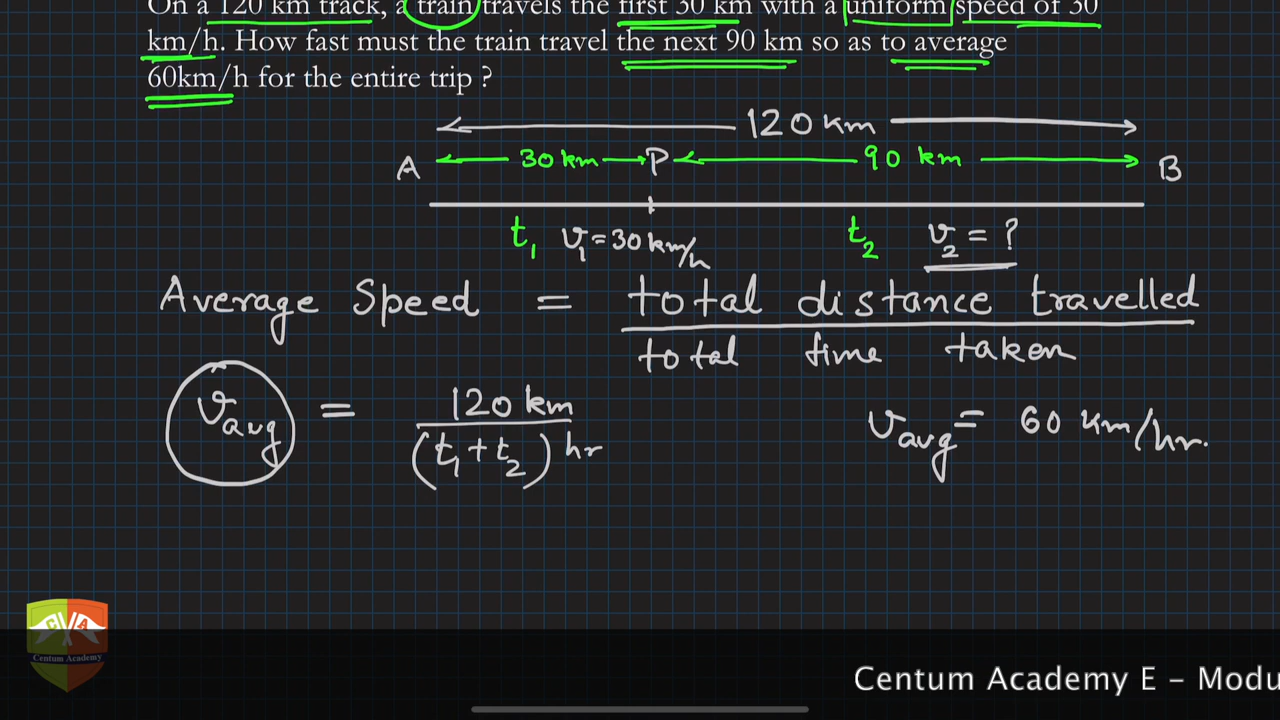 On a 120 km track, a train travels the first 30 km with a uniform speed of 30
km/h. How fast must the train travel the next 90 km so as to average
60km/h for the entire trip ?
120 km
A 30 km P 90 km B
t₁ v₁ = 30 km/h t₂ v₂ = ?
Average Speed = total distance travelled
total time taken
v avg = 120 km
(t₁ + t₂) hr
v avg = 60 km/hr.
CA
Centum Academy
Centum Academy E – Modu